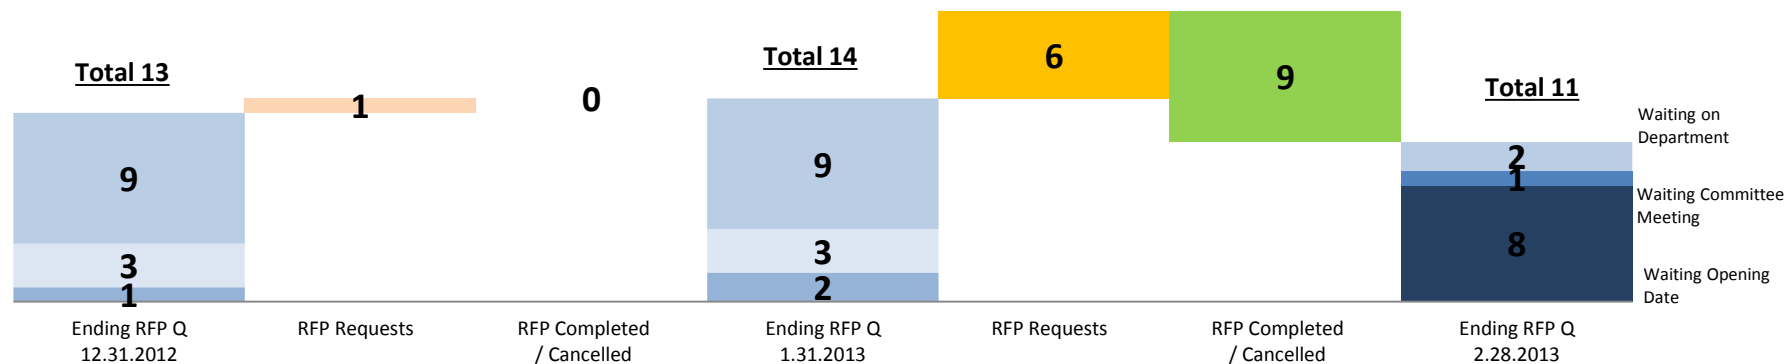 Total 13
9
3
1
1
0
Total 14
9
3
2
6
9
Total 11
2
1
8
Waiting on
Department
Waiting Committee
Meeting
Waiting Opening
Date
Ending RFP Q
12.31.2012
RFP Requests
RFP Completed
/ Cancelled
Ending RFP Q
1.31.2013
RFP Requests
RFP Completed
/ Cancelled
Ending RFP Q
2.28.2013